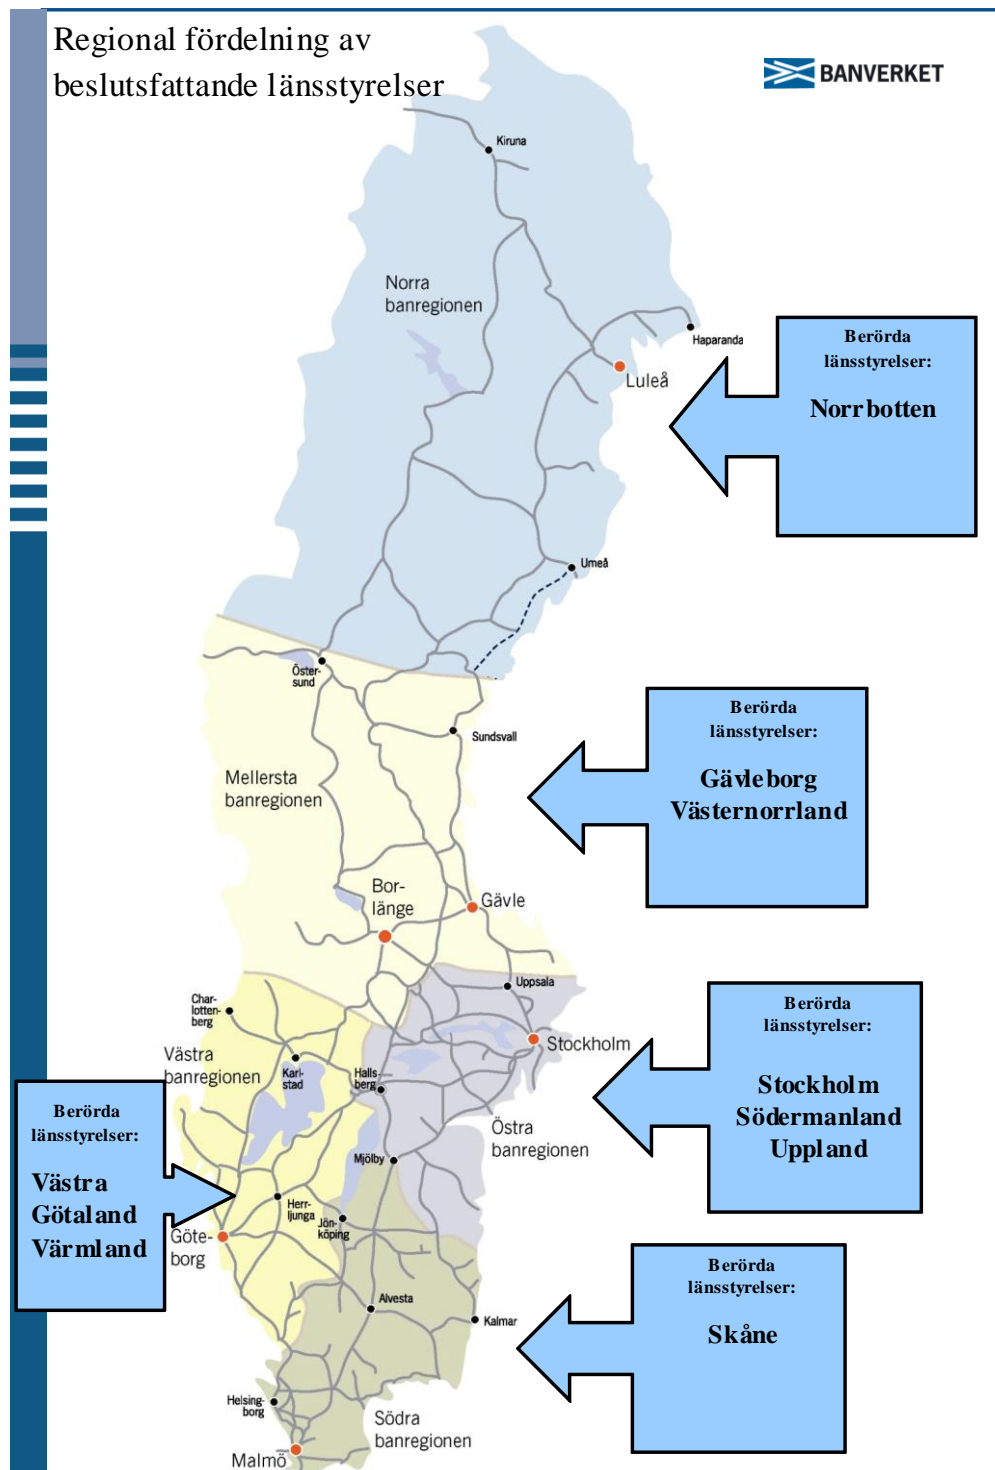 Regional fördelning av
beslutsfattande länsstyrelser
BANVERKET
Kiruna
Norra
banregionen
Haparanda
Luleå
Berörda
länsstyrelser:
Norrbotten
Umeå
Öster-
sund
Sundsvall
Berörda
länsstyrelser:
Gävleborg
Västernorrland
Mellersta
banregionen
Bor-
länge
Gävle
Uppsala
Char-
lotten-
berg
Stockholm
Berörda
länsstyrelser:
Stockholm
Södermanland
Uppland
Västra
banregionen
Karl-
stad
Halls-
berg
Östra
banregionen
Mjölby
Berörda
länsstyrelser:
Västra
Götaland
Värmland
Herr-
ljunga
Jön-
köping
Göte-
borg
Alvesta
Kalmar
Berörda
länsstyrelser:
Skåne
Helsing-
borg
Södra
banregionen
Malmö